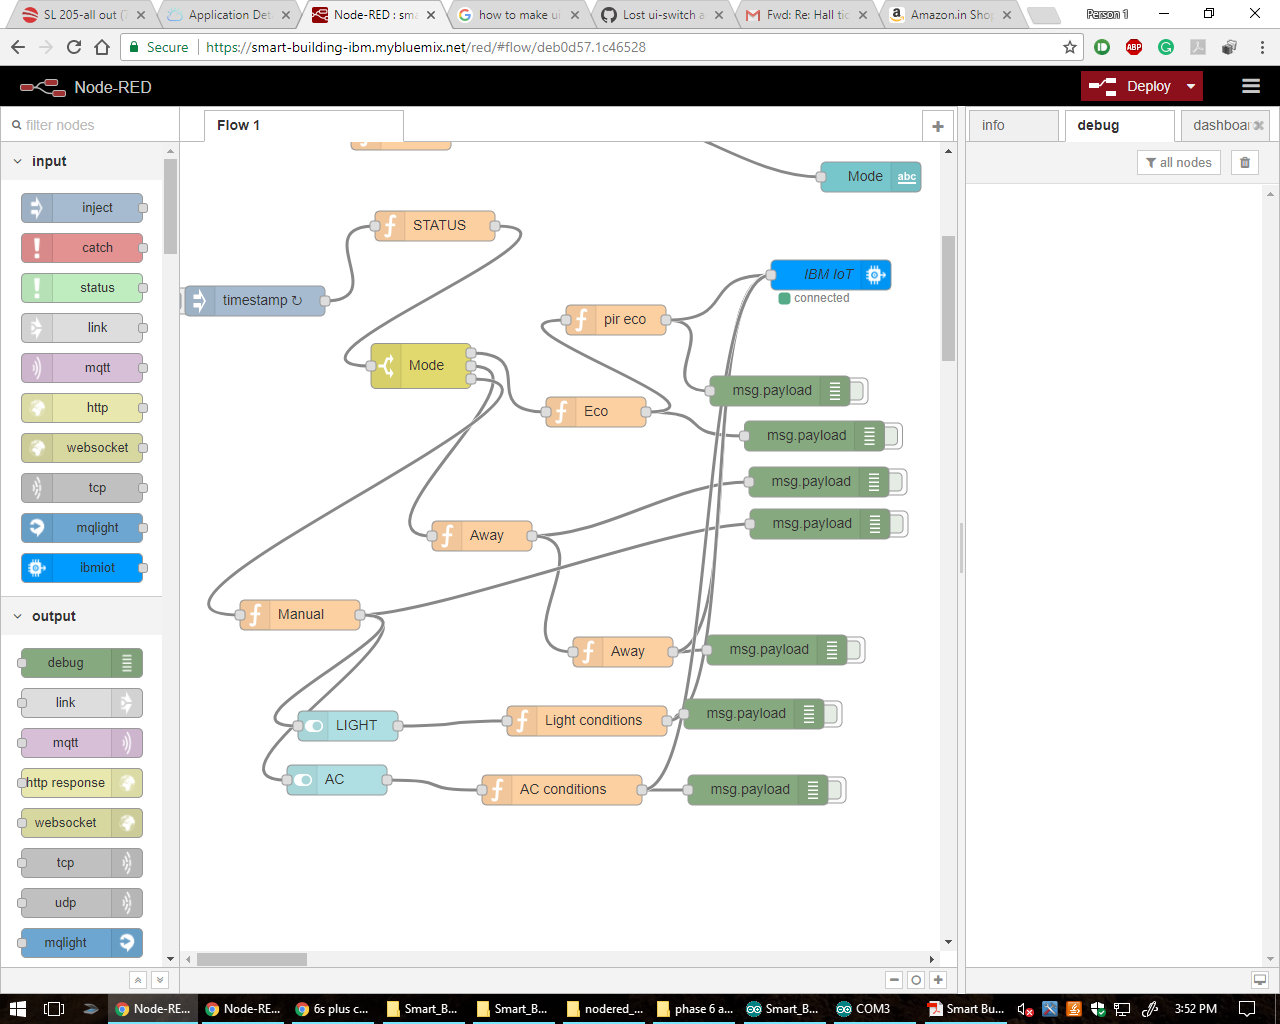 SL 205-all out (
Application Det
Node-RED : sma
how to make ui
Lost ui-switch a
Fwd: Re: Hall tic
Amazon.in Shop
Person 1
Secure
https://smart-building-ibm.mybluemix.net/red/#flow/deb0d57.1c46528
ABP
Node-RED
Deploy
filter nodes
Flow 1
info
debug
dashboar
all nodes
input
inject
catch
status
link
mqtt
http
websocket
tcp
mqlight
ibmiot
output
debug
link
mqtt
http response
websocket
tcp
udp
mqlight
Mode
abc
STATUS
timestamp ↻
IBM IoT
connected
pir eco
Mode
msg.payload
Eco
msg.payload
msg.payload
msg.payload
Away
Manual
Away
msg.payload
LIGHT
Light conditions
msg.payload
AC
AC conditions
msg.payload
Node-RE...
Node-RE...
6s plus c...
Smart_B...
Smart_B...
nodered_...
phase 6 a...
Smart_B...
COM3
Smart Bu...
3:52 PM